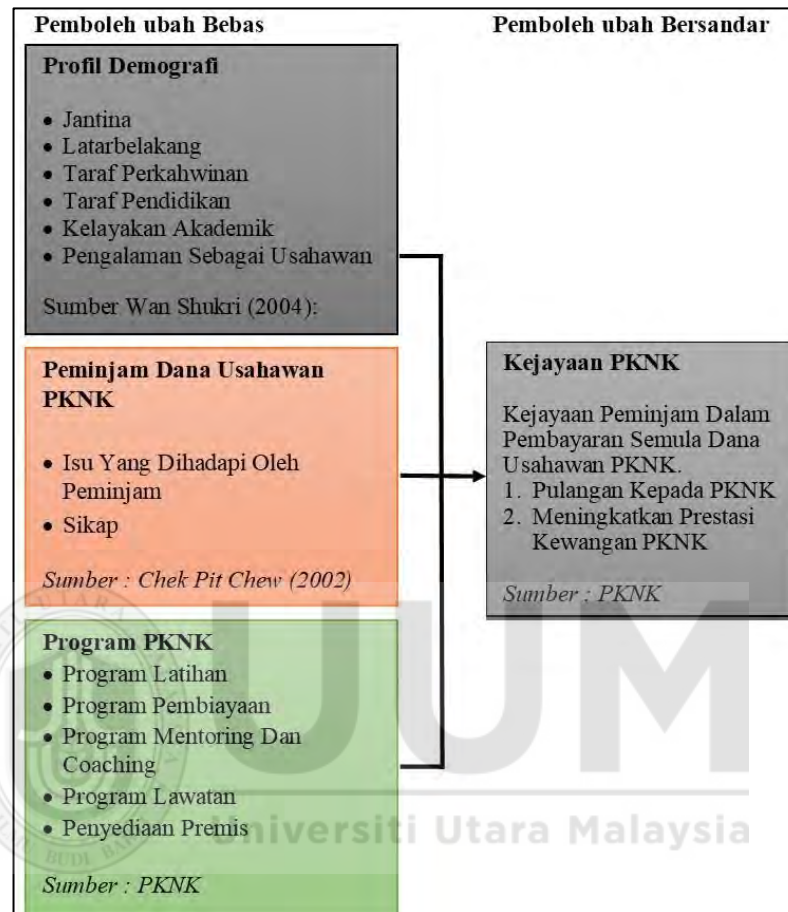 Pemboleh ubah Bebas
Pemboleh ubah Bersandar
Profil Demografi
• Jantina
• Latarbelakang
• Taraf Perkahwinan
• Taraf Pendidikan
• Kelayakan Akademik
• Pengalaman Sebagai Usahawan
Sumber Wan Shukri (2004):
Peminjam Dana Usahawan
PKNK
• Isu Yang Dihadapi Oleh
Peminjam
• Sikap
Sumber : Chek Pit Chew (2002)
Program PKNK
• Program Latihan
• Program Pembiayaan
• Program Mentoring Dan
Coaching
• Program Lawatan
• Penyediaan Premis
Sumber : PKNK
Kejayaan PKNK
Kejayaan Peminjam Dalam
Pembayaran Semula Dana
Usahawan PKNK.
1. Pulangan Kepada PKNK
2. Meningkatkan Prestasi
Kewangan PKNK
Sumber : PKNK
UUM
Universiti Utara Malaysia